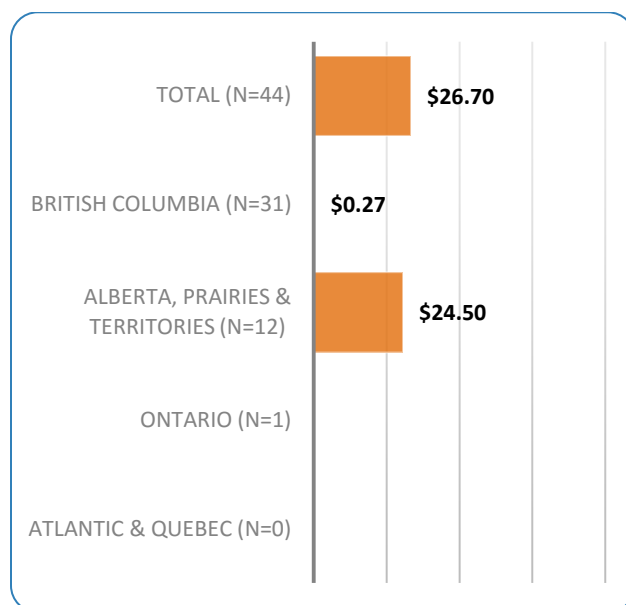 TOTAL (N=44)
$26.70
BRITISH COLUMBIA (N=31)
$0.27
ALBERTA, PRAIRIES &
TERRITORIES (N=12)
$24.50
ONTARIO (N=1)
ATLANTIC & QUEBEC (N=0)